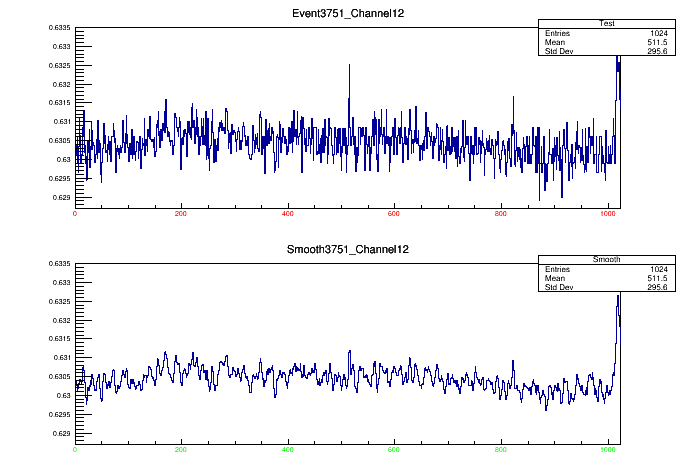 Event3751_Channel12
Test
Entries 1024
Mean 511.5
Std Dev 295.6
0.6335
0.633
0.6325
0.632
0.6315
0.631
0.6305
0.63
0.6295
0.629
0 200 400 600 800 1000
Smooth3751_Channel12
Smooth
Entries 1024
Mean 511.5
Std Dev 295.6
0.6335
0.633
0.6325
0.632
0.6315
0.631
0.6305
0.63
0.6295
0.629
0 200 400 600 800 1000